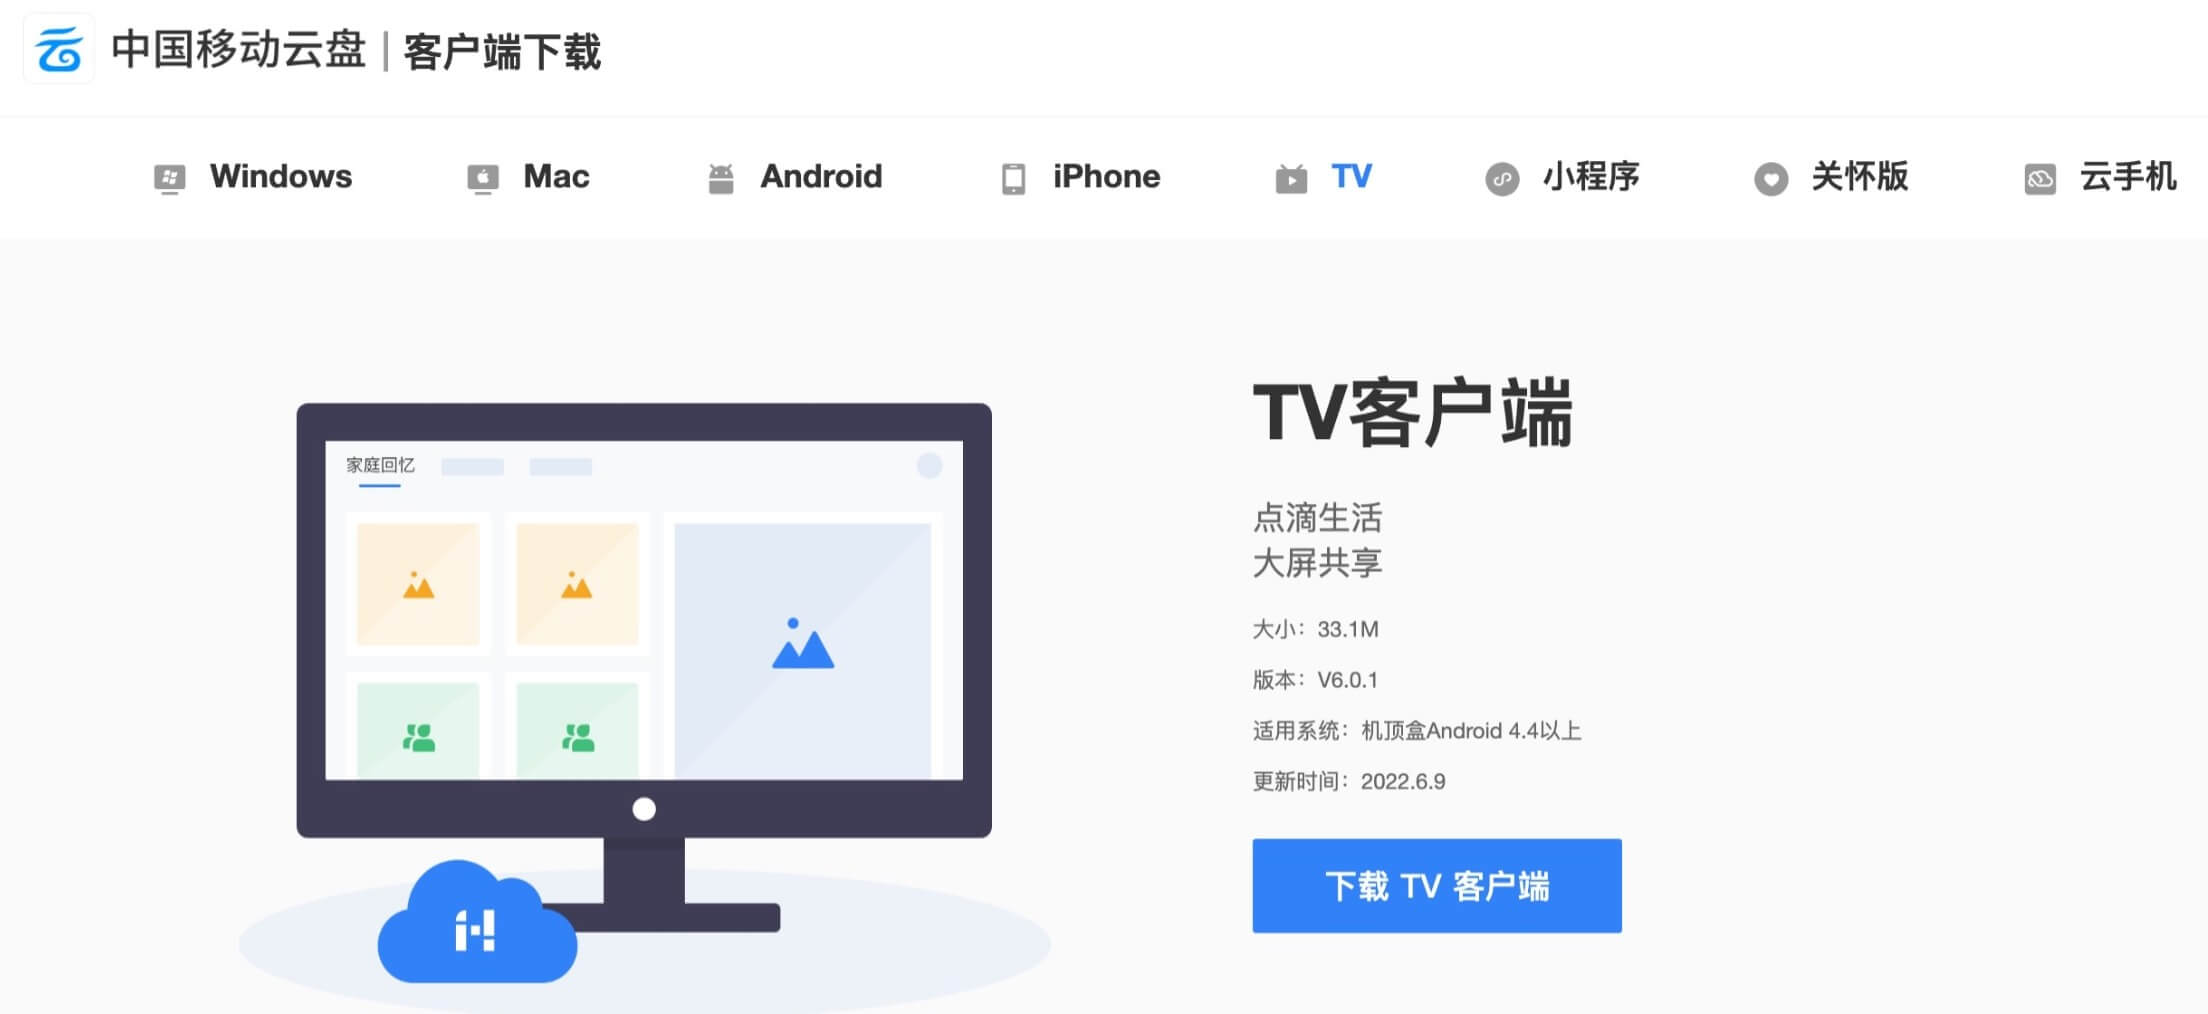 中国移动云盘 | 客户端下载
Windows Mac Android iPhone TV 小程序 关怀版 云手机
家庭回忆
TV客户端
点滴生活
大屏共享
大小：33.1M
版本：V6.0.1
适用系统：机顶盒Android 4.4以上
更新时间：2022.6.9
下载 TV 客户端